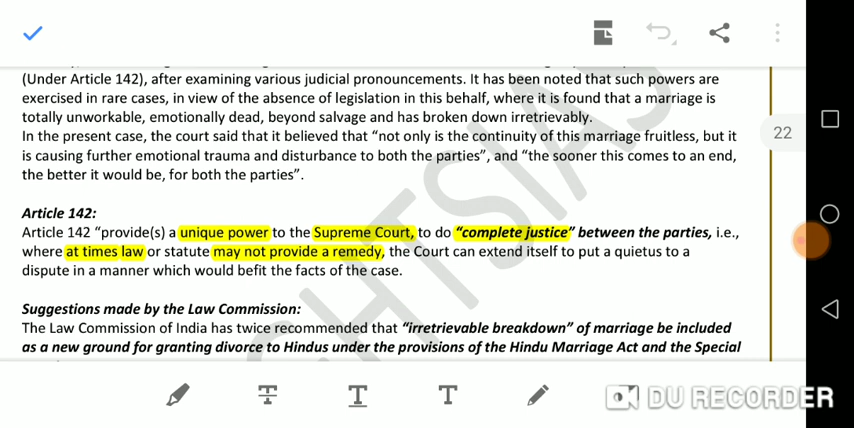 (Under Article 142), after examining various judicial pronouncements. It has been noted that such powers are
exercised in rare cases, in view of the absence of legislation in this behalf, where it is found that a marriage is
totally unworkable, emotionally dead, beyond salvage and has broken down irretrievably.
In the present case, the court said that it believed that “not only is the continuity of this marriage fruitless, but it
is causing further emotional trauma and disturbance to both the parties”, and “the sooner this comes to an end,
the better it would be, for both the parties”.
22
Article 142:
Article 142 “provide(s) a unique power to the Supreme Court, to do “complete justice” between the parties, i.e.,
where at times law or statute may not provide a remedy, the Court can extend itself to put a quietus to a
dispute in a manner which would befit the facts of the case.
Suggestions made by the Law Commission:
The Law Commission of India has twice recommended that “irretrievable breakdown” of marriage be included
as a new ground for granting divorce to Hindus under the provisions of the Hindu Marriage Act and the Special
GHTSIAS
DU RECORDER